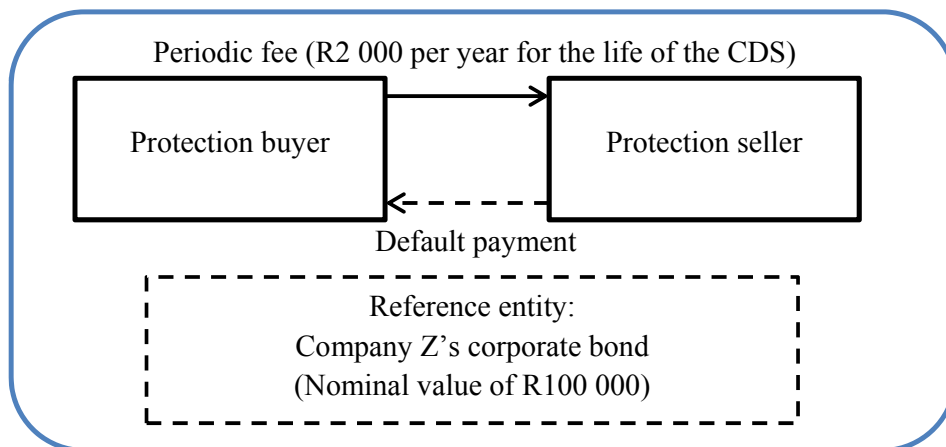 Periodic fee (R2 000 per year for the life of the CDS)
Protection buyer
Protection seller
Default payment
Reference entity:
Company Z’s corporate bond
(Nominal value of R100 000)